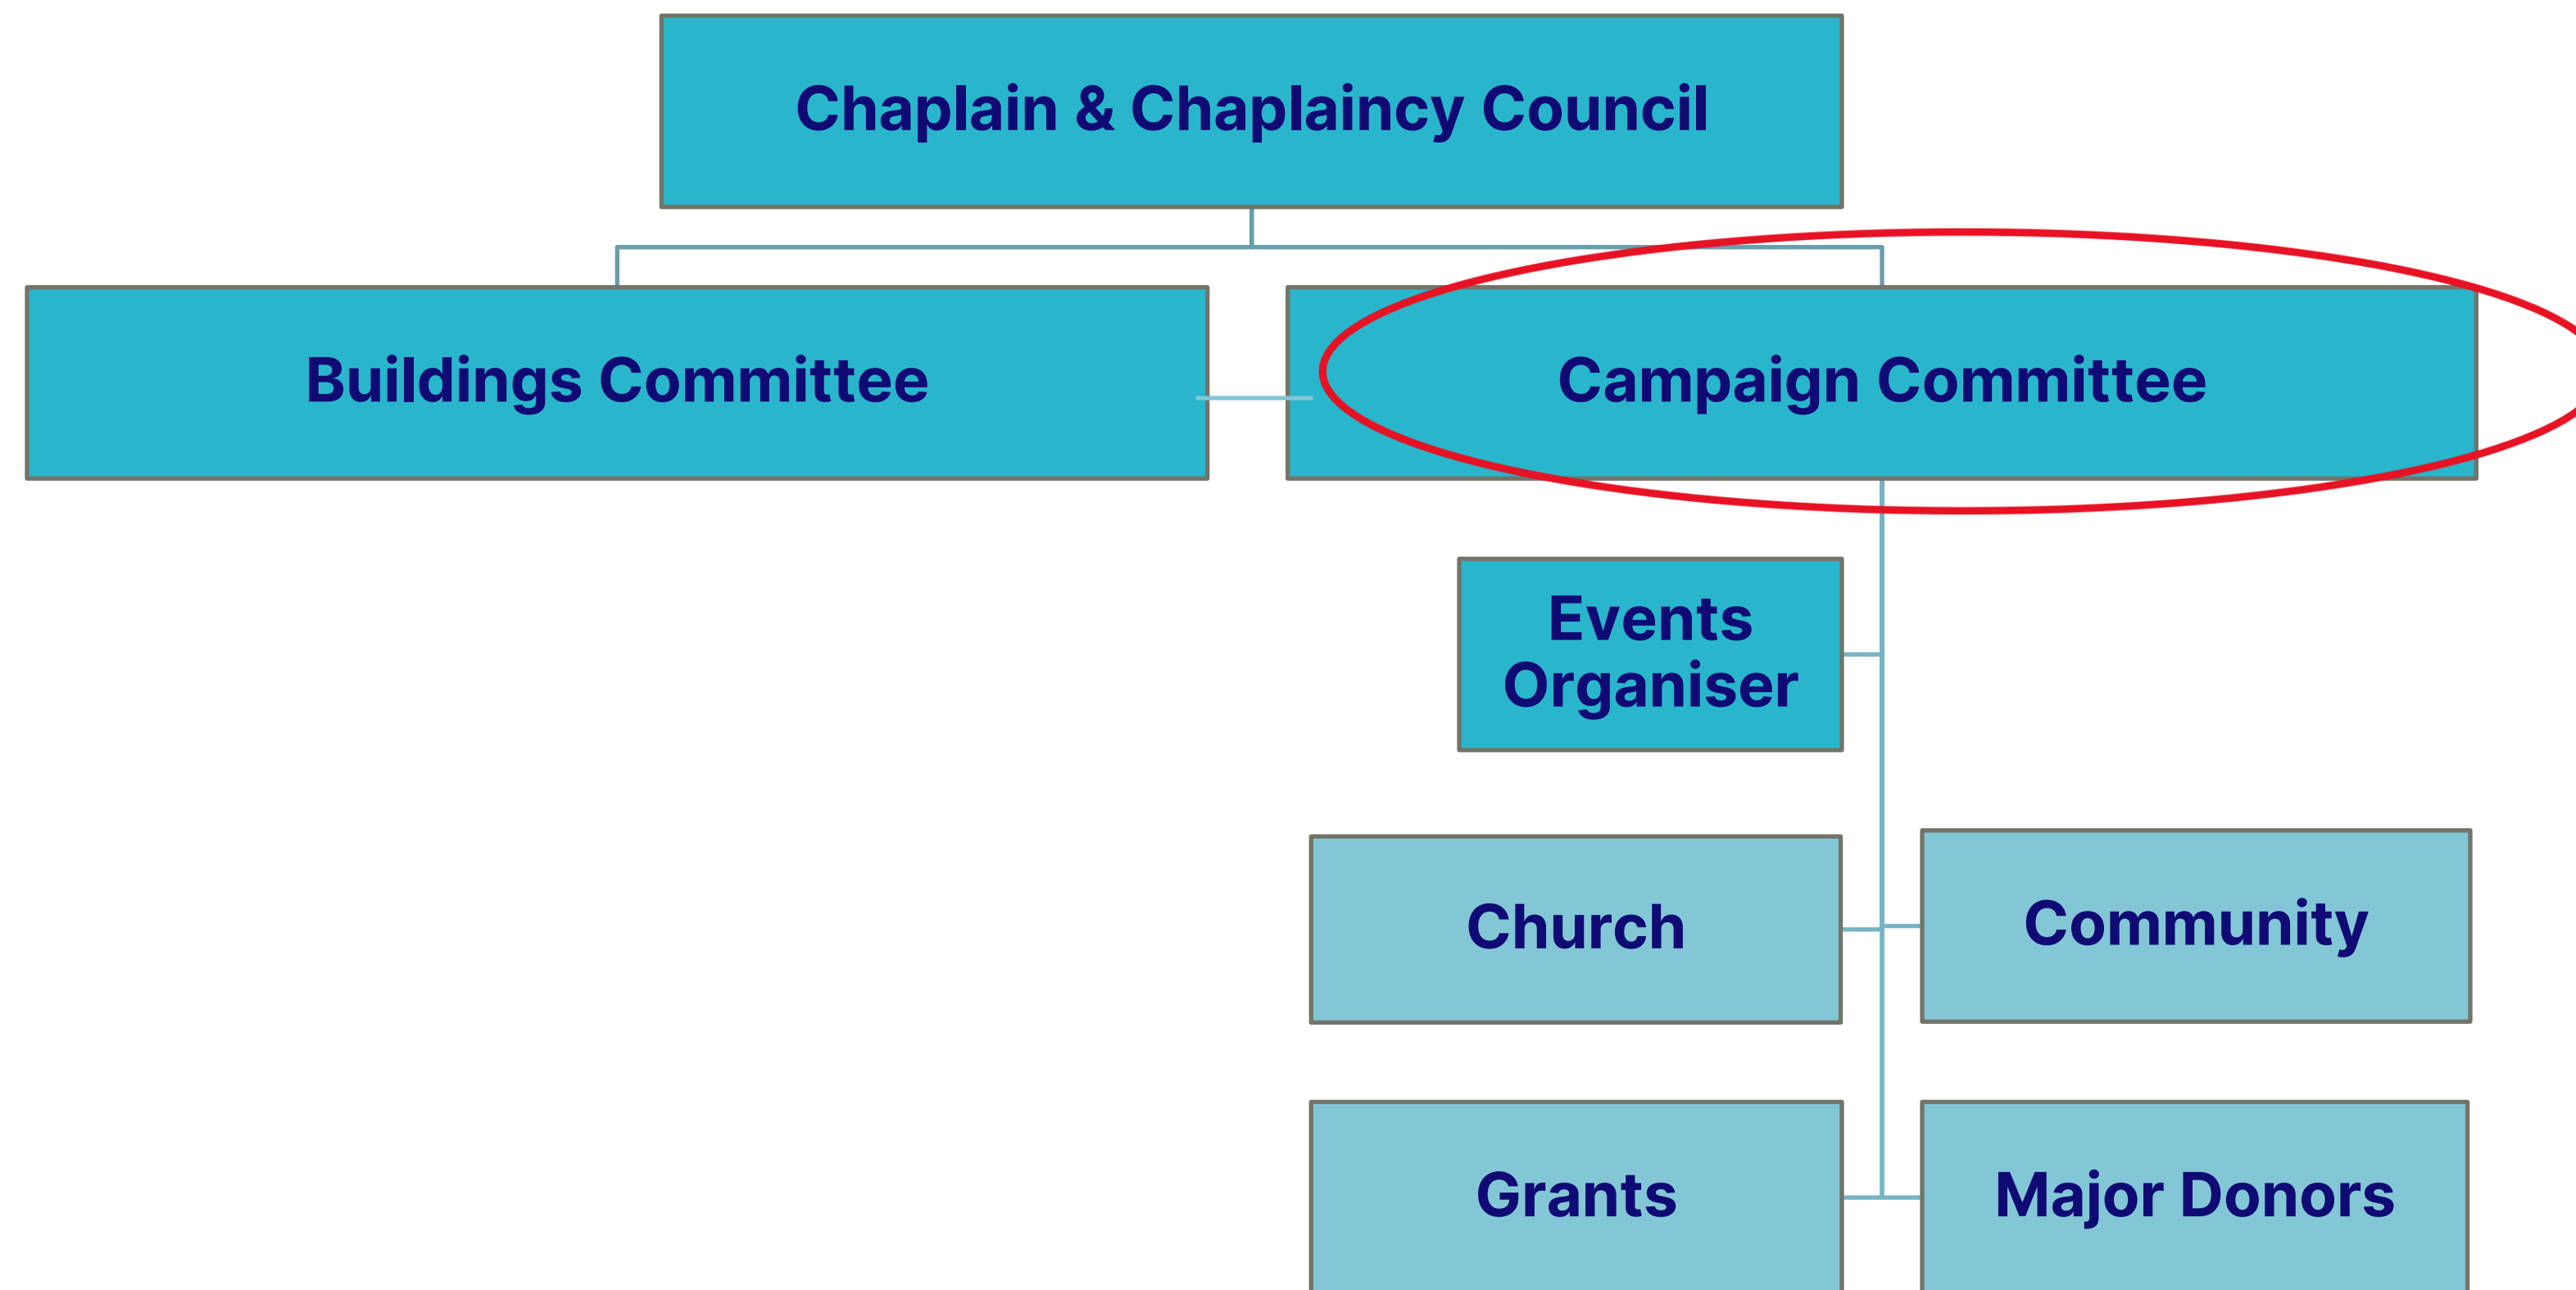 Chaplain & Chaplaincy Council
Buildings Committee
Campaign Committee
Events
Organiser
Church
Community
Grants
Major Donors